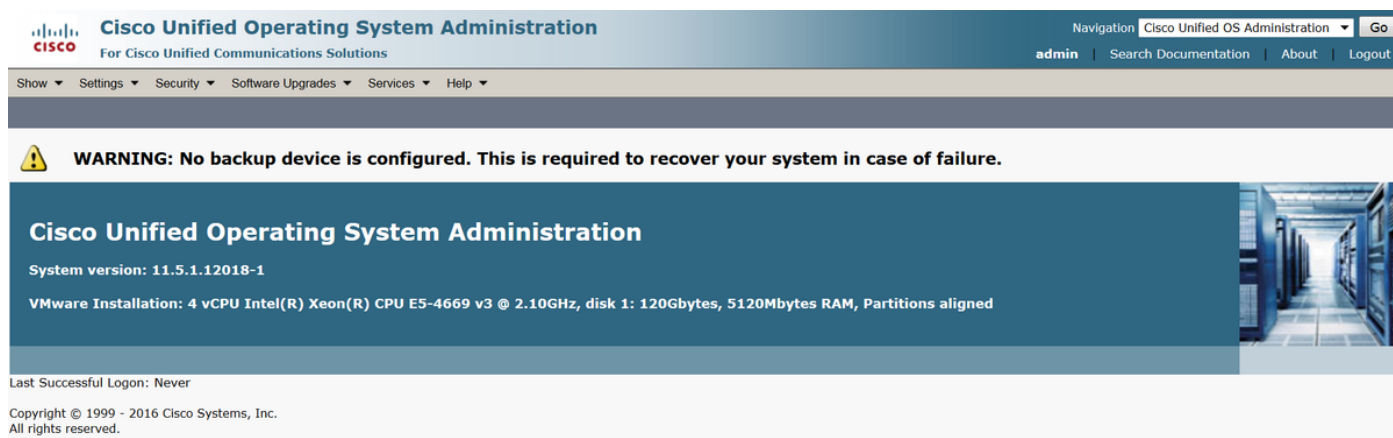 Cisco Unified Operating System Administration
Navigation Cisco Unified OS Administration Go
CISCO
For Cisco Unified Communications Solutions
admin | Search Documentation | About | Logout
Show Settings Security Software Upgrades Services Help
WARNING: No backup device is configured. This is required to recover your system in case of failure.
Cisco Unified Operating System Administration
System version: 11.5.1.12018-1
VMware Installation: 4 vCPU Intel(R) Xeon(R) CPU E5-4669 v3 @ 2.10GHz, disk 1: 120Gbytes, 5120Mbytes RAM, Partitions aligned
Last Successful Logon: Never
Copyright © 1999 - 2016 Cisco Systems, Inc.
All rights reserved.